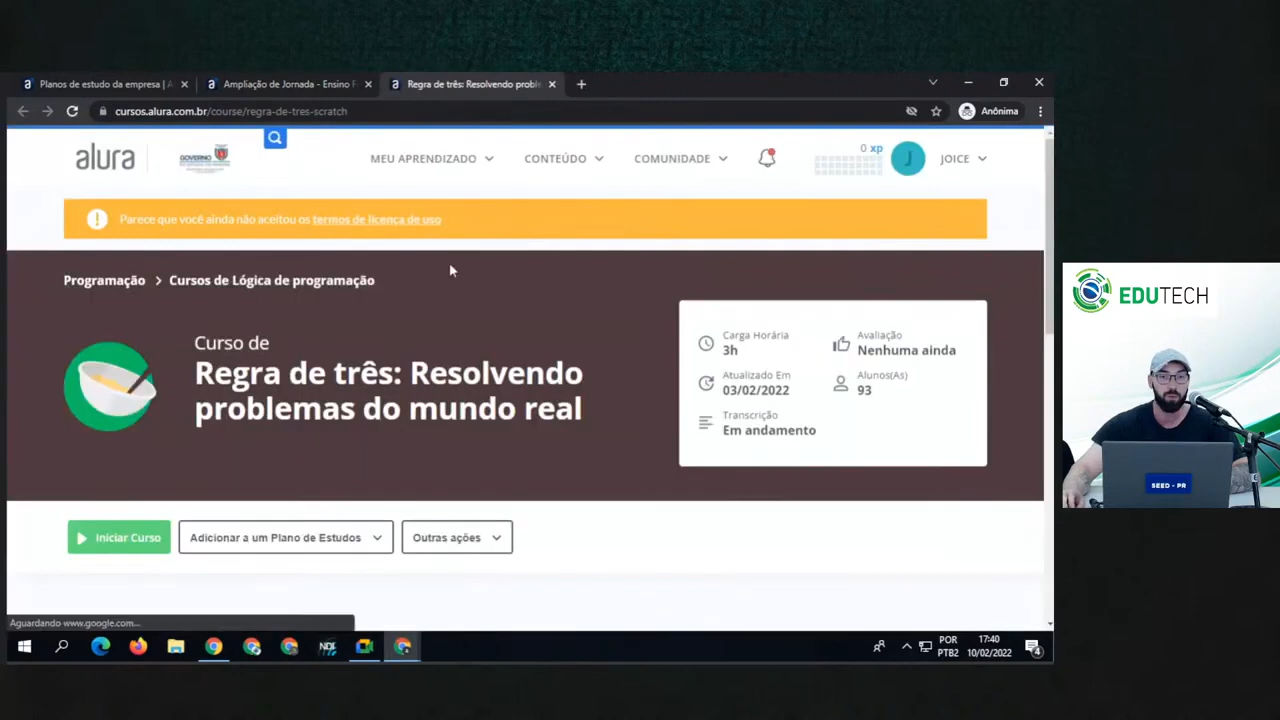 Planos de estudo da empresa | A
Ampliação de Jornada - Ensino F
Regra de três: Resolvendo proble
cursos.alura.com.br/course/regra-de-tres-scratch
Anônima
alura
GOVERNO
MEU APRENDIZADO
CONTEÚDO
COMUNIDADE
0 xp
J
JOICE
Parece que você ainda não aceitou os termos de licença de uso
Programação > Cursos de Lógica de programação
Curso de
Regra de três: Resolvendo
problemas do mundo real
Carga Horária
3h
Avaliação
Nenhuma ainda
Atualizado Em
03/02/2022
Alunos(As)
93
Transcrição
Em andamento
Iniciar Curso
Adicionar a um Plano de Estudos
Outras ações
Aguardando www.google.com...
POR
PTB2
17:40
10/02/2022
4
EDUTECH
SEED - PR